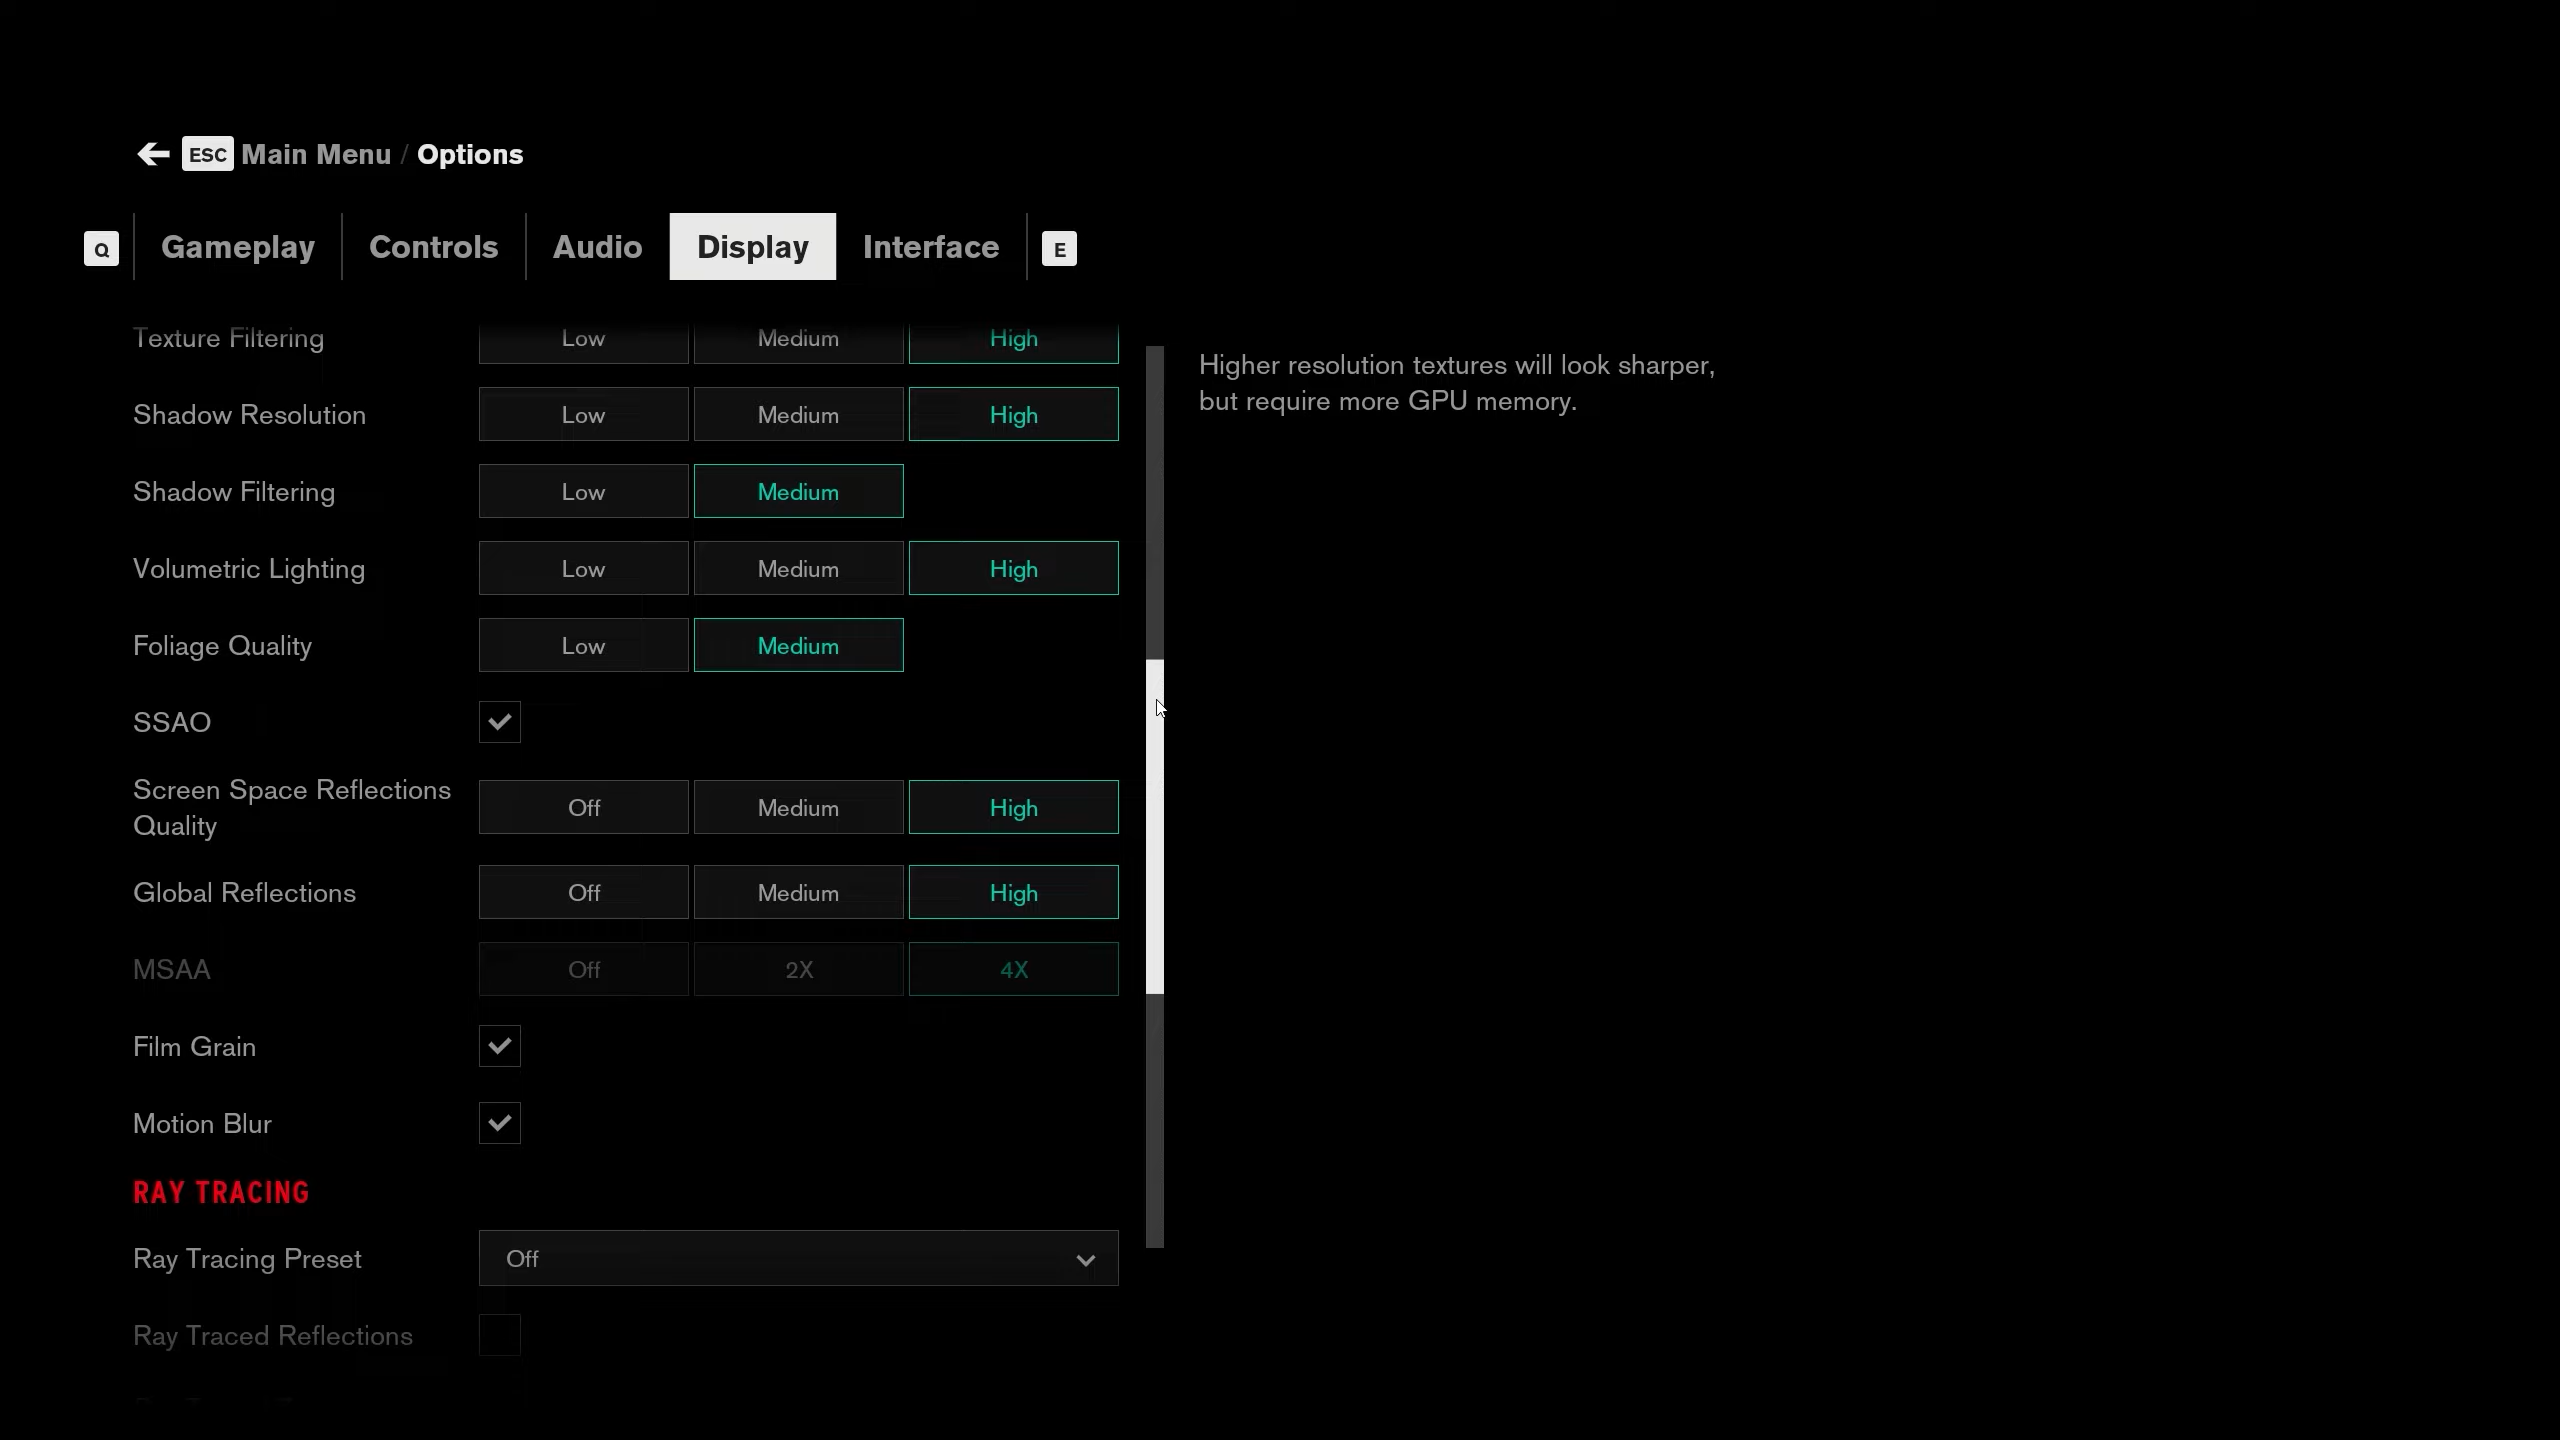 ESC Main Menu / Options
Q Gameplay Controls Audio Display Interface E
Texture Filtering Low Medium High
Higher resolution textures will look sharper,
but require more GPU memory.
Shadow Resolution Low Medium High
Shadow Filtering Low Medium
Volumetric Lighting Low Medium High
Foliage Quality Low Medium
SSAO
Screen Space Reflections
Quality Off Medium High
Global Reflections Off Medium High
MSAA Off 2X 4X
Film Grain
Motion Blur
RAY TRACING
Ray Tracing Preset Off
Ray Traced Reflections